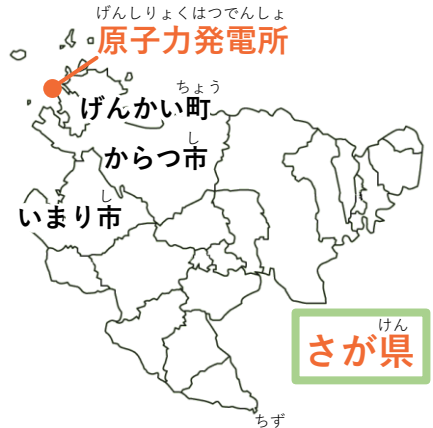 げんしりょくはつでんしょ
原子力発電所
ちょう
げんかい町
し
からつ市
し
いまり市
けん
さが県
ちず